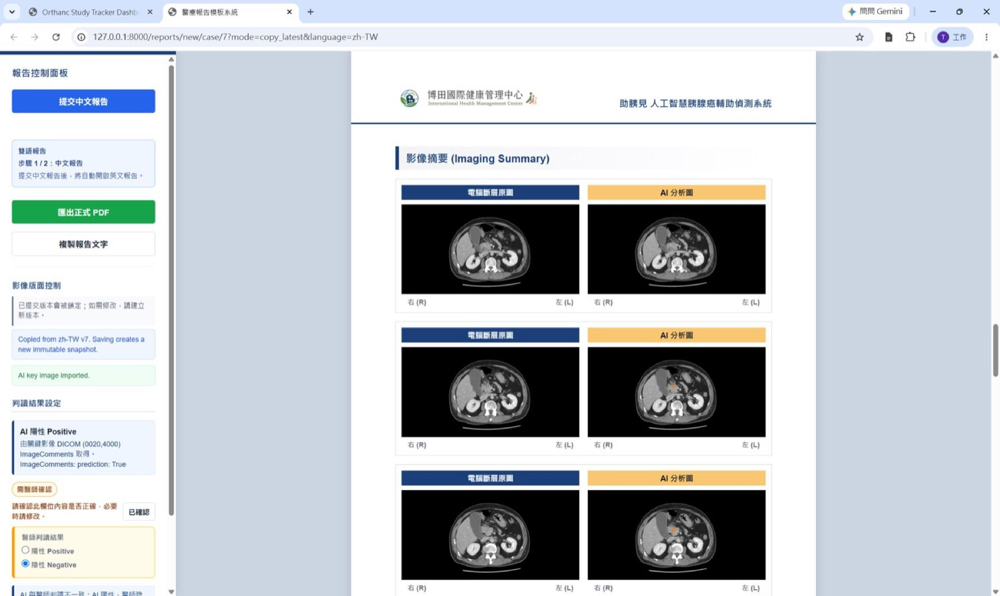 Orthanc Study Tracker Dashb
醫療報告模板系統
問問 Gemini
127.0.0.1:8000/reports/new/case/7?mode=copy_latest&language=zh-TW
T 工作
報告控制面板
提交中文報告
雙語報告
步驟 1 / 2：中文報告
提交中文報告後，將自動開啟英文報告。
匯出正式 PDF
複製報告文字
影像版面控制
已提交版本會被鎖定；如需修改，請建立
新版本。
Copied from zh-TW v7. Saving creates a
new immutable snapshot.
AI key image imported.
判讀結果設定
AI 陽性 Positive
由關鍵影像 DICOM (0020,4000)
ImageComments 取得。
ImageComments: prediction: True
需醫師確認
請確認此欄位內容是否正確，必要
時請修改。
已確認
醫師判讀結果
陽性 Positive
陰性 Negative
AI 與醫師判讀不一致：AI 陽性、醫師陰
博田國際健康管理中心
International Health Management Center
助胰見 人工智慧胰腺癌輔助偵測系統
影像摘要 (Imaging Summary)
電腦斷層原圖
AI 分析圖
右 (R)
左 (L)
右 (R)
左 (L)
電腦斷層原圖
AI 分析圖
右 (R)
左 (L)
右 (R)
左 (L)
電腦斷層原圖
AI 分析圖
右 (R)
左 (L)
右 (R)
左 (L)